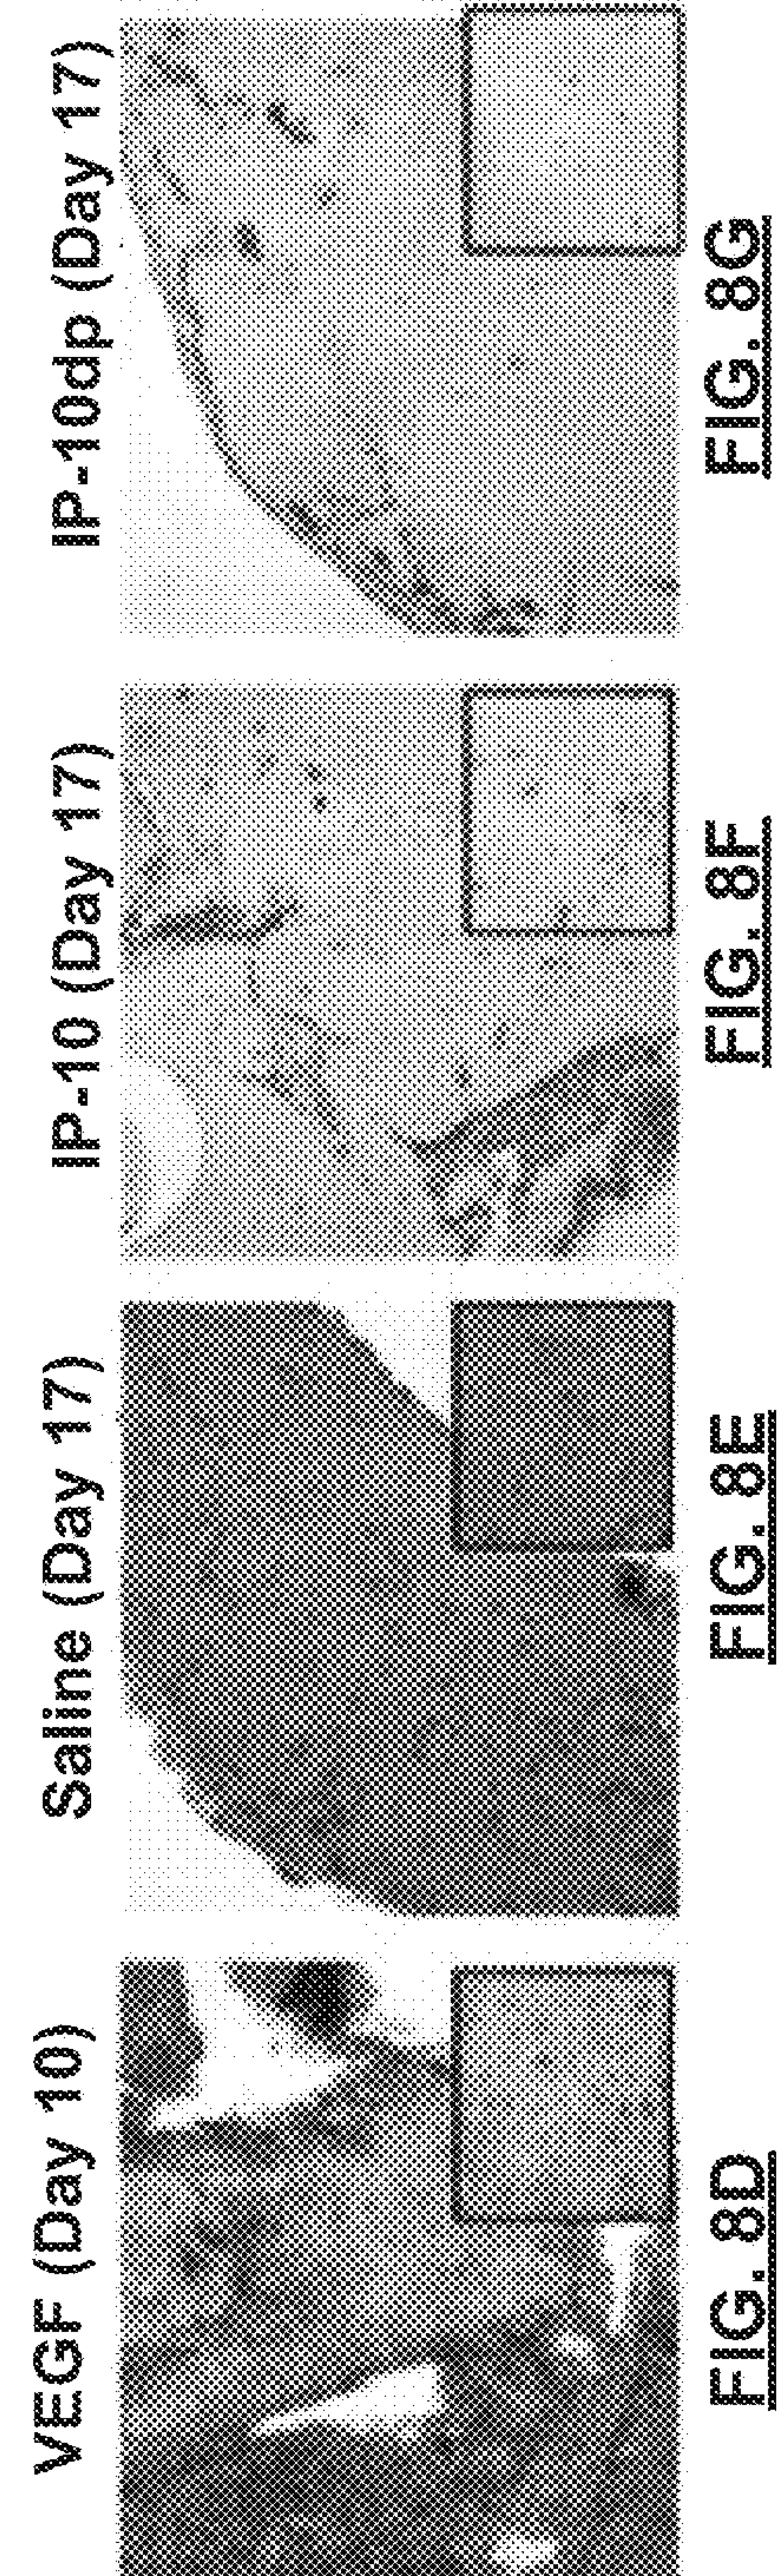 VEGF (Day 10)
Saline (Day 17)
IP-10 (Day 17)
IP-10dp (Day 17)
FIG. 8D
FIG. 8E
FIG. 8F
FIG. 8G